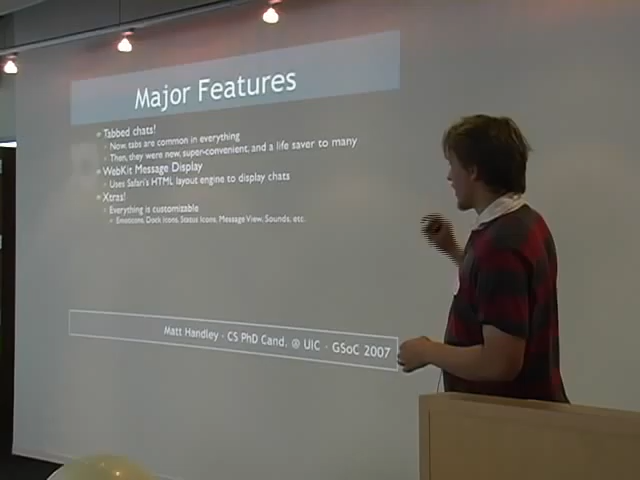 Major Features
Tabbed chats!
Now, tabs are common in everything
Then, they were new, super-convenient, and a life saver to many
WebKit Message Display
Uses Safari's HTML layout engine to display chats
Xtras!
Everything is customizable
Emoticons, Dock Icons, Status Icons, Message View, Sounds, etc.
Matt Handley - CS PhD Cand. @ UIC - GSoC 2007